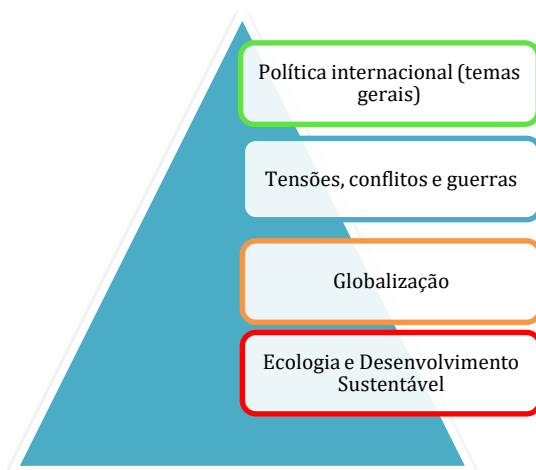 Política internacional (temas
gerais)
Tensões, conflitos e guerras
Globalização
Ecologia e Desenvolvimento
Sustentável